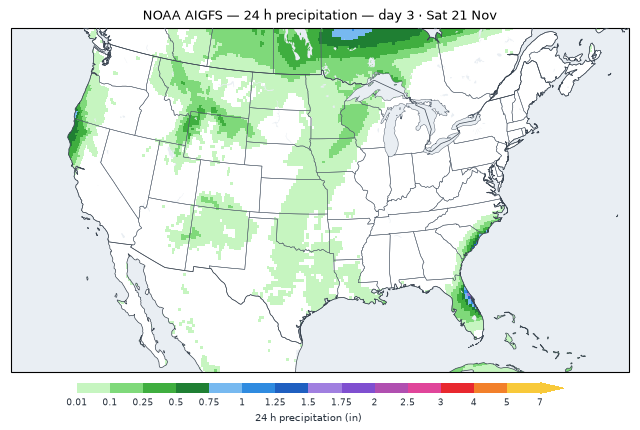 NOAA AIGFS — 24 h precipitation — day 3 · Sat 21 Nov
0.01 0.1 0.25 0.5 0.75 1 1.25 1.5 1.75 2 2.5 3 4 5 7
24 h precipitation (in)